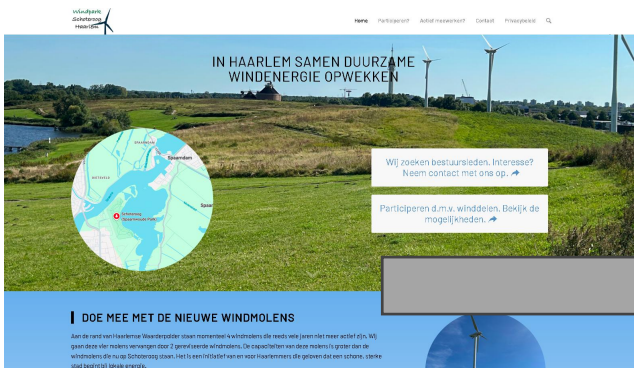 Windpark
Schoteroog
Haarlem
Home Participeren? Actief meewerken? Contact Privacybeleid
IN HAARLEM SAMEN DUURZAME
WINDENERGIE OPWEKKEN
SPAARNDAM
Spaarndam
Schoteroog
Spaar
Wij zoeken bestuursleden. Interesse?
Neem contact met ons op.
Participeren d.m.v. winddelen. Bekijk de
mogelijkheden.
DOE MEE MET DE NIEUWE WINDMOLENS
Aan de rand van Haarlemse Waarderpolder staan momenteel 4 windmolens die reeds vele jaren niet meer actief zijn. Wij
gaan deze vier molens vervangen door 2 gereviseerde windmolens. De capaciteit van deze molens is groter dan de
windmolens die nu op Schoteroog staan. Het is een initiatief van en voor Haarlemmers die geloven dat een schone, sterke
stad begint bij lokale energie.